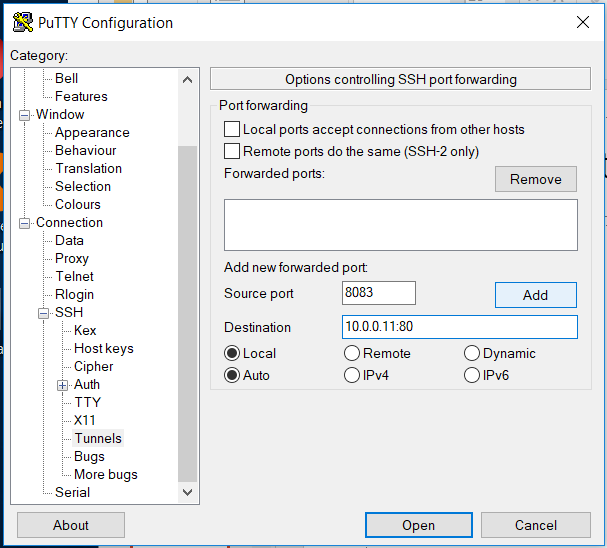 PuTTY Configuration
Category:
Bell
Features
Window
Appearance
Behaviour
Translation
Selection
Colours
Connection
Data
Proxy
Telnet
Rlogin
SSH
Kex
Host keys
Cipher
Auth
TTY
X11
Tunnels
Bugs
More bugs
Serial
Options controlling SSH port forwarding
Port forwarding
Local ports accept connections from other hosts
Remote ports do the same (SSH-2 only)
Forwarded ports:
Remove
Add new forwarded port:
Source port 8083 Add
Destination 10.0.0.11:80
Local Remote Dynamic
Auto IPv4 IPv6
About Open Cancel